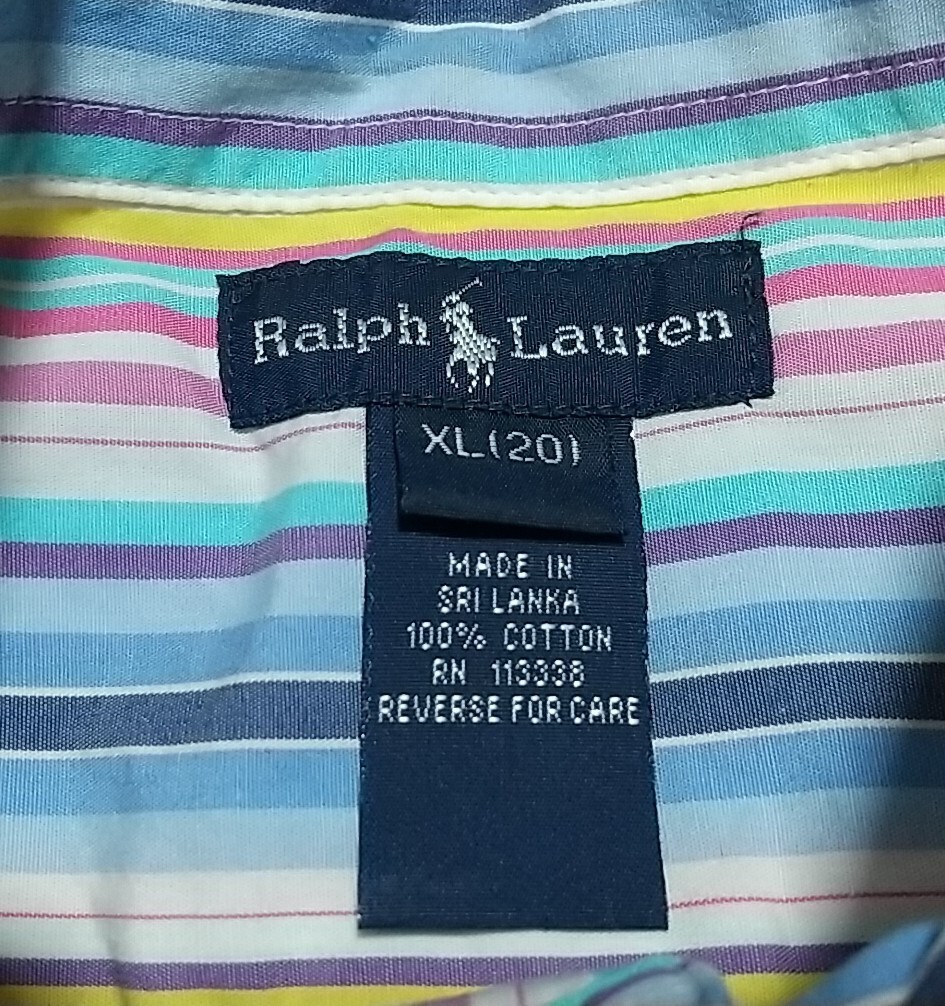 Ralph Lauren
XL(20)
MADE IN
SRI LANKA
100% COTTON
RN 113338
REVERSE FOR CARE